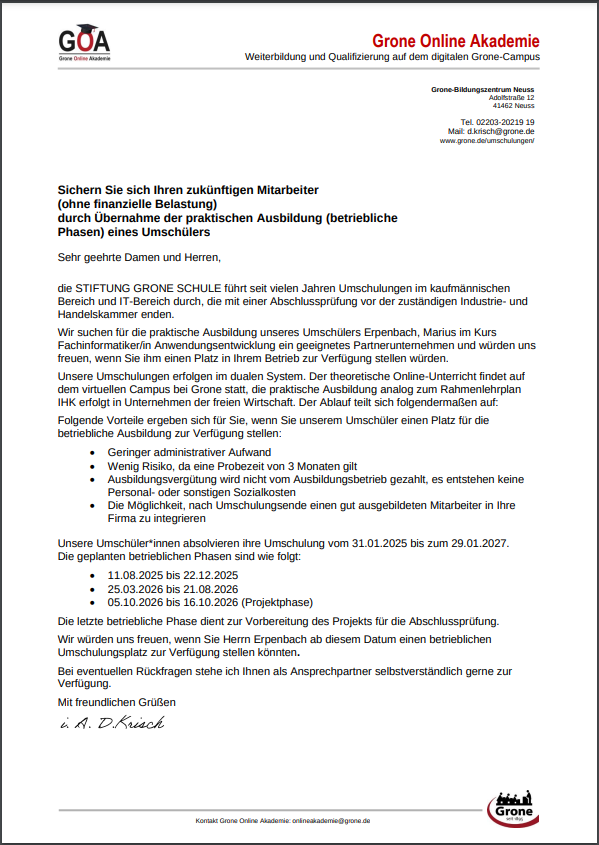 GOA
Grone Online Akademie
Grone Online Akademie
Weiterbildung und Qualifizierung auf dem digitalen Grone-Campus
Grone-Bildungszentrum Neuss
Adolfstraße 12
41462 Neuss
Tel. 02203-20219 19
Mail: d.krisch@grone.de
www.grone.de/umschulungen/
Sichern Sie sich Ihren zukünftigen Mitarbeiter
(ohne finanzielle Belastung)
durch Übernahme der praktischen Ausbildung (betriebliche
Phasen) eines Umschülers
Sehr geehrte Damen und Herren,
die STIFTUNG GRONE SCHULE führt seit vielen Jahren Umschulungen im kaufmännischen
Bereich und IT-Bereich durch, die mit einer Abschlussprüfung vor der zuständigen Industrie- und
Handelskammer enden.
Wir suchen für die praktische Ausbildung unseres Umschülers Erpenbach, Marius im Kurs
Fachinformatiker/in Anwendungsentwicklung ein geeignetes Partnerunternehmen und würden uns
freuen, wenn Sie ihm einen Platz in Ihrem Betrieb zur Verfügung stellen würden.
Unsere Umschulungen erfolgen im dualen System. Der theoretische Online-Unterricht findet auf
dem virtuellen Campus bei Grone statt, die praktische Ausbildung analog zum Rahmenlehrplan
IHK erfolgt in Unternehmen der freien Wirtschaft. Der Ablauf teilt sich folgendermaßen auf:
Folgende Vorteile ergeben sich für Sie, wenn Sie unserem Umschüler einen Platz für die
betriebliche Ausbildung zur Verfügung stellen:
• Geringer administrativer Aufwand
• Wenig Risiko, da eine Probezeit von 3 Monaten gilt
• Ausbildungsvergütung wird nicht vom Ausbildungsbetrieb gezahlt, es entstehen keine
Personal- oder sonstigen Sozialkosten
• Die Möglichkeit, nach Umschulungsende einen gut ausgebildeten Mitarbeiter in Ihre
Firma zu integrieren
Unsere Umschüler*innen absolvieren ihre Umschulung vom 31.01.2025 bis zum 29.01.2027.
Die geplanten betrieblichen Phasen sind wie folgt:
• 11.08.2025 bis 22.12.2025
• 25.03.2026 bis 21.08.2026
• 05.10.2026 bis 16.10.2026 (Projektphase)
Die letzte betriebliche Phase dient zur Vorbereitung des Projekts für die Abschlussprüfung.
Wir würden uns freuen, wenn Sie Herrn Erpenbach ab diesem Datum einen betrieblichen
Umschulungsplatz zur Verfügung stellen könnten.
Bei eventuellen Rückfragen stehe ich Ihnen als Ansprechpartner selbstverständlich gerne zur
Verfügung.
Mit freundlichen Grüßen
i. A. D.Krisch
Kontakt Grone Online Akademie: onlineakademie@grone.de
Grone
seit 1895